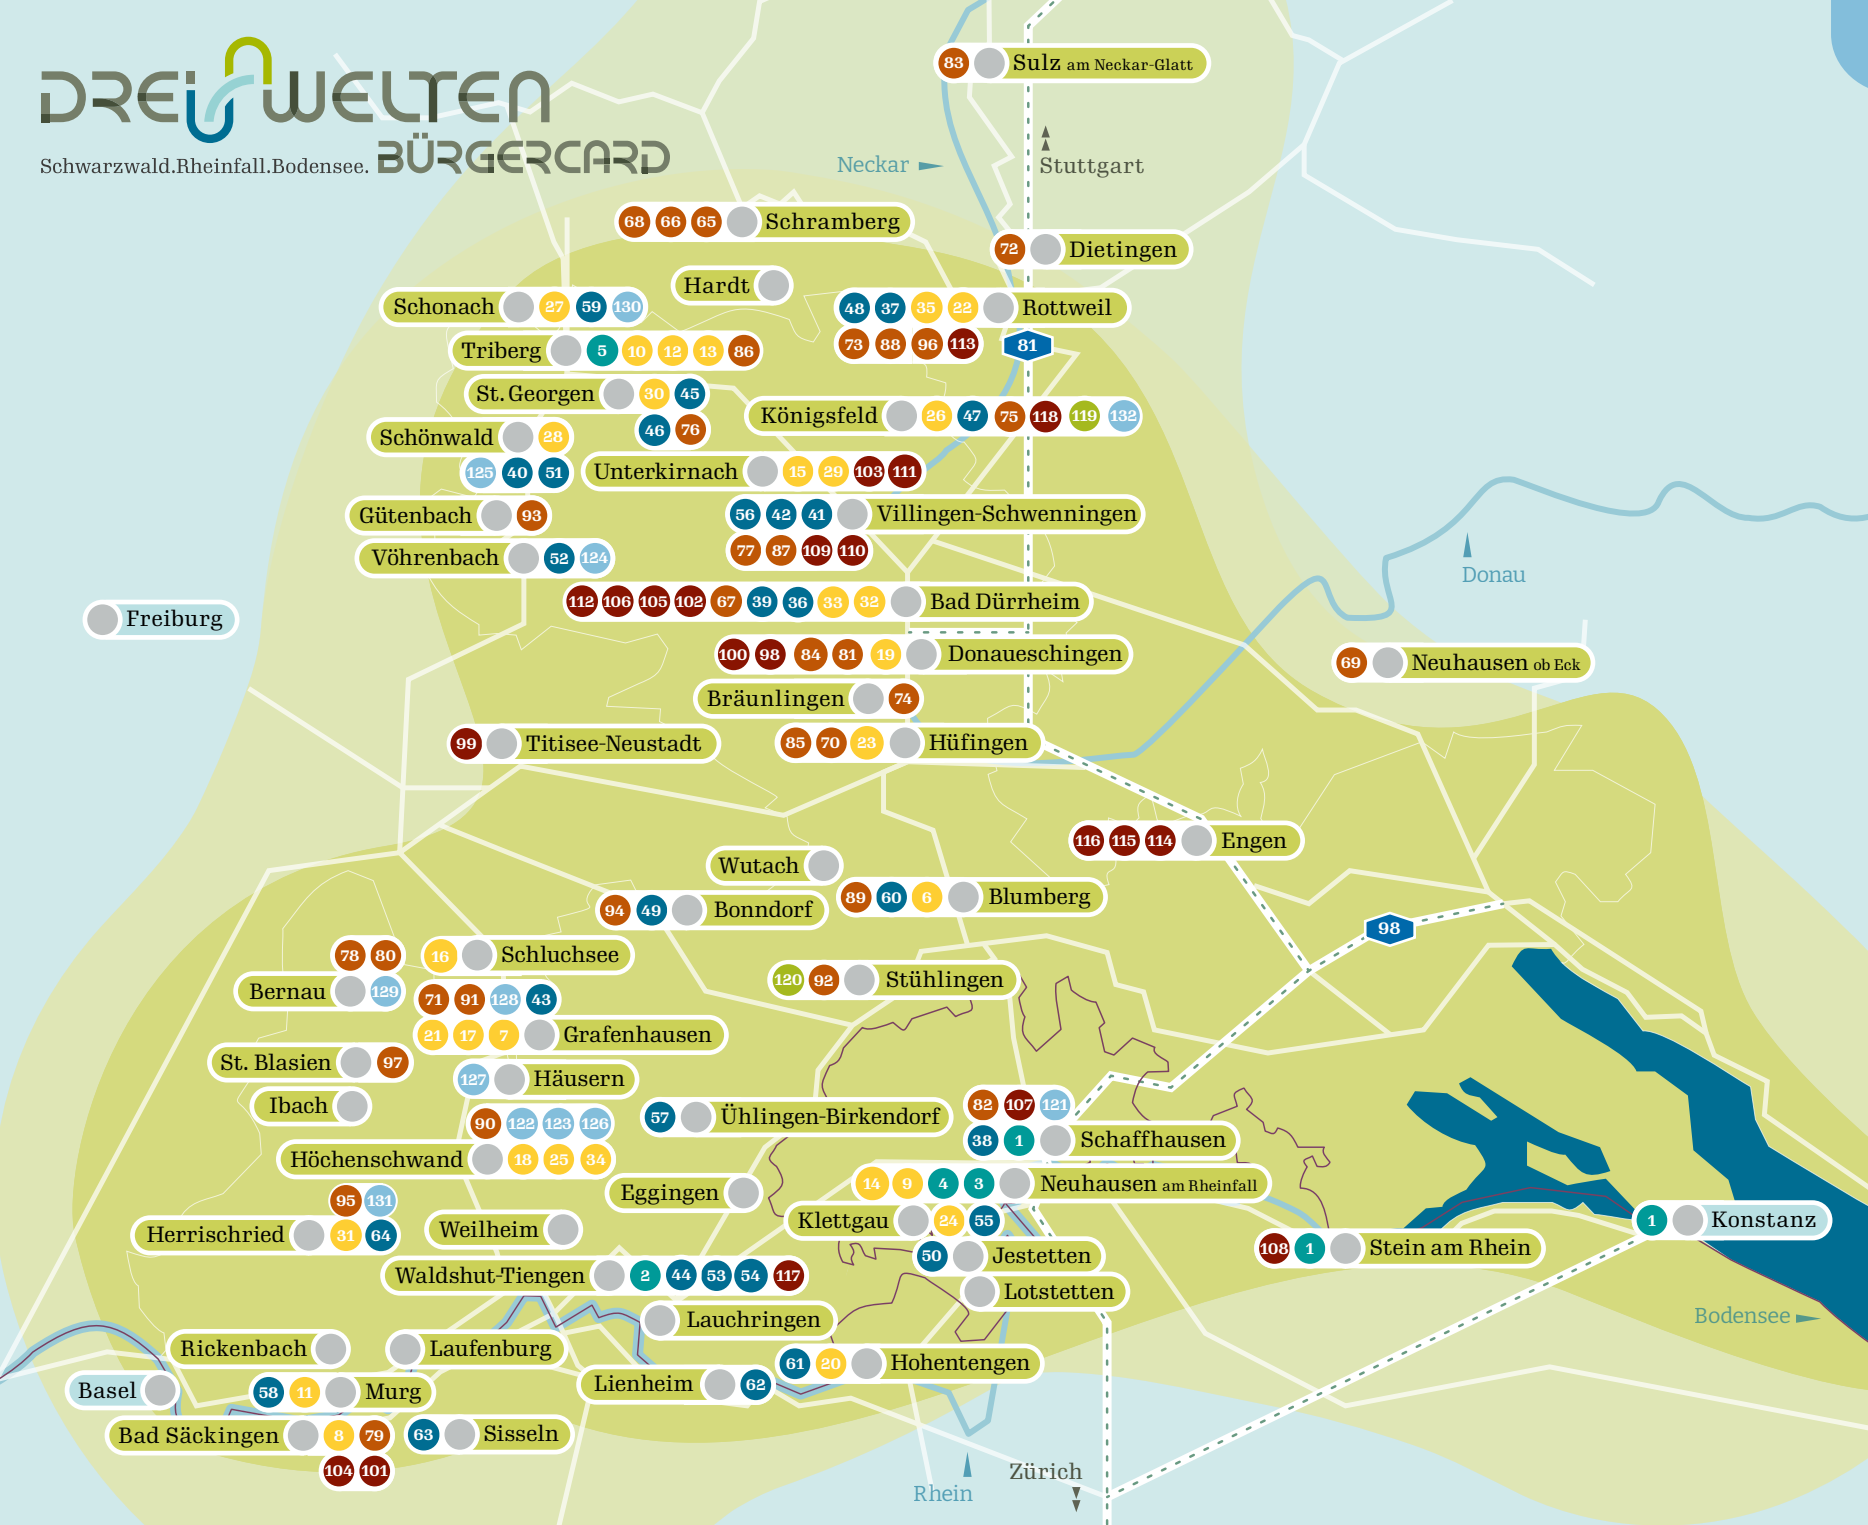 DREIWELTEN
Schwarzwald.Rheinfall.Bodensee. BÜRGERCARD
83 Sulz am Neckar-Glatt
Neckar
Stuttgart
68 66 65 Schramberg
72 Dietingen
Hardt
Schonach 27 59 130
48 37 35 22 Rottweil
73 88 96 113
81
Triberg 5 10 12 13 86
St. Georgen 30 45
46 76
Königsfeld 26 47 75 118 119 132
Schönwald 28
125 40 51
Unterkirnach 15 29 103 111
Gütenbach 93
56 42 41 Villingen-Schwenningen
77 87 109 110
Vöhrenbach 52 124
Donau
112 106 105 102 67 39 36 33 32 Bad Dürrheim
Freiburg
100 98 84 81 19 Donaueschingen
69 Neuhausen ob Eck
Bräunlingen 74
99 Titisee-Neustadt
85 70 23 Hüfingen
116 115 114 Engen
Wutach
89 60 6 Blumberg
94 49 Bonndorf
98
78 80
Bernau 129
16 Schluchsee
120 92 Stühlingen
71 91 128 43
21 17 7 Grafenhausen
St. Blasien 97
127 Häusern
Ibach
57 Ühlingen-Birkendorf
82 107 121
38 1 Schaffhausen
90 122 123 126
Höchenschwand 18 25 34
14 9 4 3 Neuhausen am Rheinfall
Eggingen
95 131
Herrischried 31 64
Weilheim
Klettgau 24 55
1 Konstanz
50 Jestetten
108 1 Stein am Rhein
Waldshut-Tiengen 2 44 53 54 117
Lotstetten
Bodensee
Lauchringen
Rickenbach
Laufenburg
61 20 Hohentengen
Basel
58 11 Murg
Lienheim 62
Bad Säckingen 8 79
104 101
63 Sisseln
Zürich
Rhein